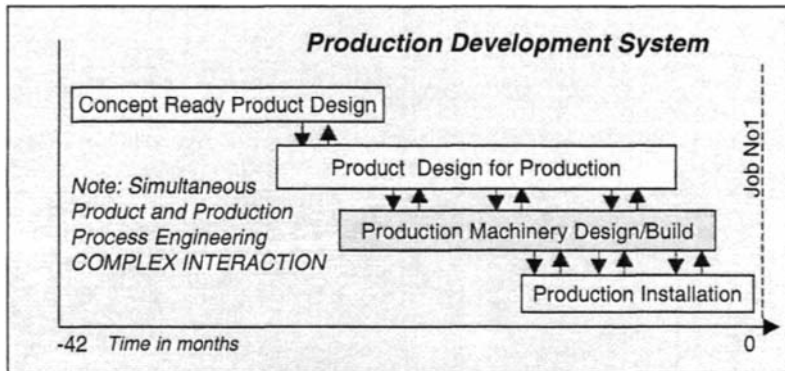 Production Development System
Concept Ready Product Design
Job No1
Product Design for Production
Note: Simultaneous
Product and Production
Process Engineering
COMPLEX INTERACTION
Production Machinery Design/Build
Production Installation
-42 Time in months 0